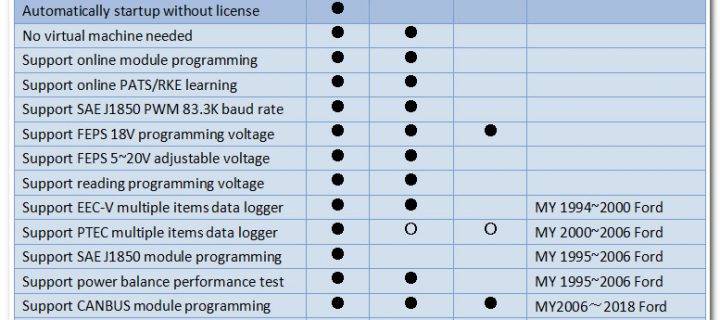 Automatically startup without license ●
No virtual machine needed ● ●
Support online module programming ● ●
Support online PATS/RKE learning ● ●
Support SAE J1850 PWM 83.3K baud rate ● ●
Support FEPS 18V programming voltage ● ● ●
Support FEPS 5~20V adjustable voltage ● ●
Support reading programming voltage ● ●
Support EEC-V multiple items data logger ● ● MY 1994~2000 Ford
Support PTEC multiple items data logger ● O O MY 2000~2006 Ford
Support SAE J1850 module programming ● MY 1995~2006 Ford
Support power balance performance test ● ● MY 1995~2006 Ford
Support CANBUS module programming ● ● ● MY2006～2018 Ford